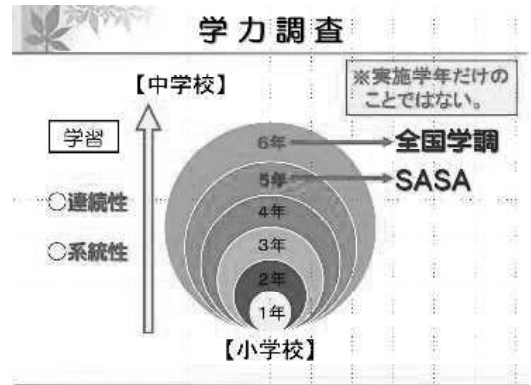 学力調査
※実施学年だけの
ことではない。
【中学校】
学習
6年
全国学調
5年
SASA
○連続性
4年
○系統性
3年
2年
1年
【小学校】